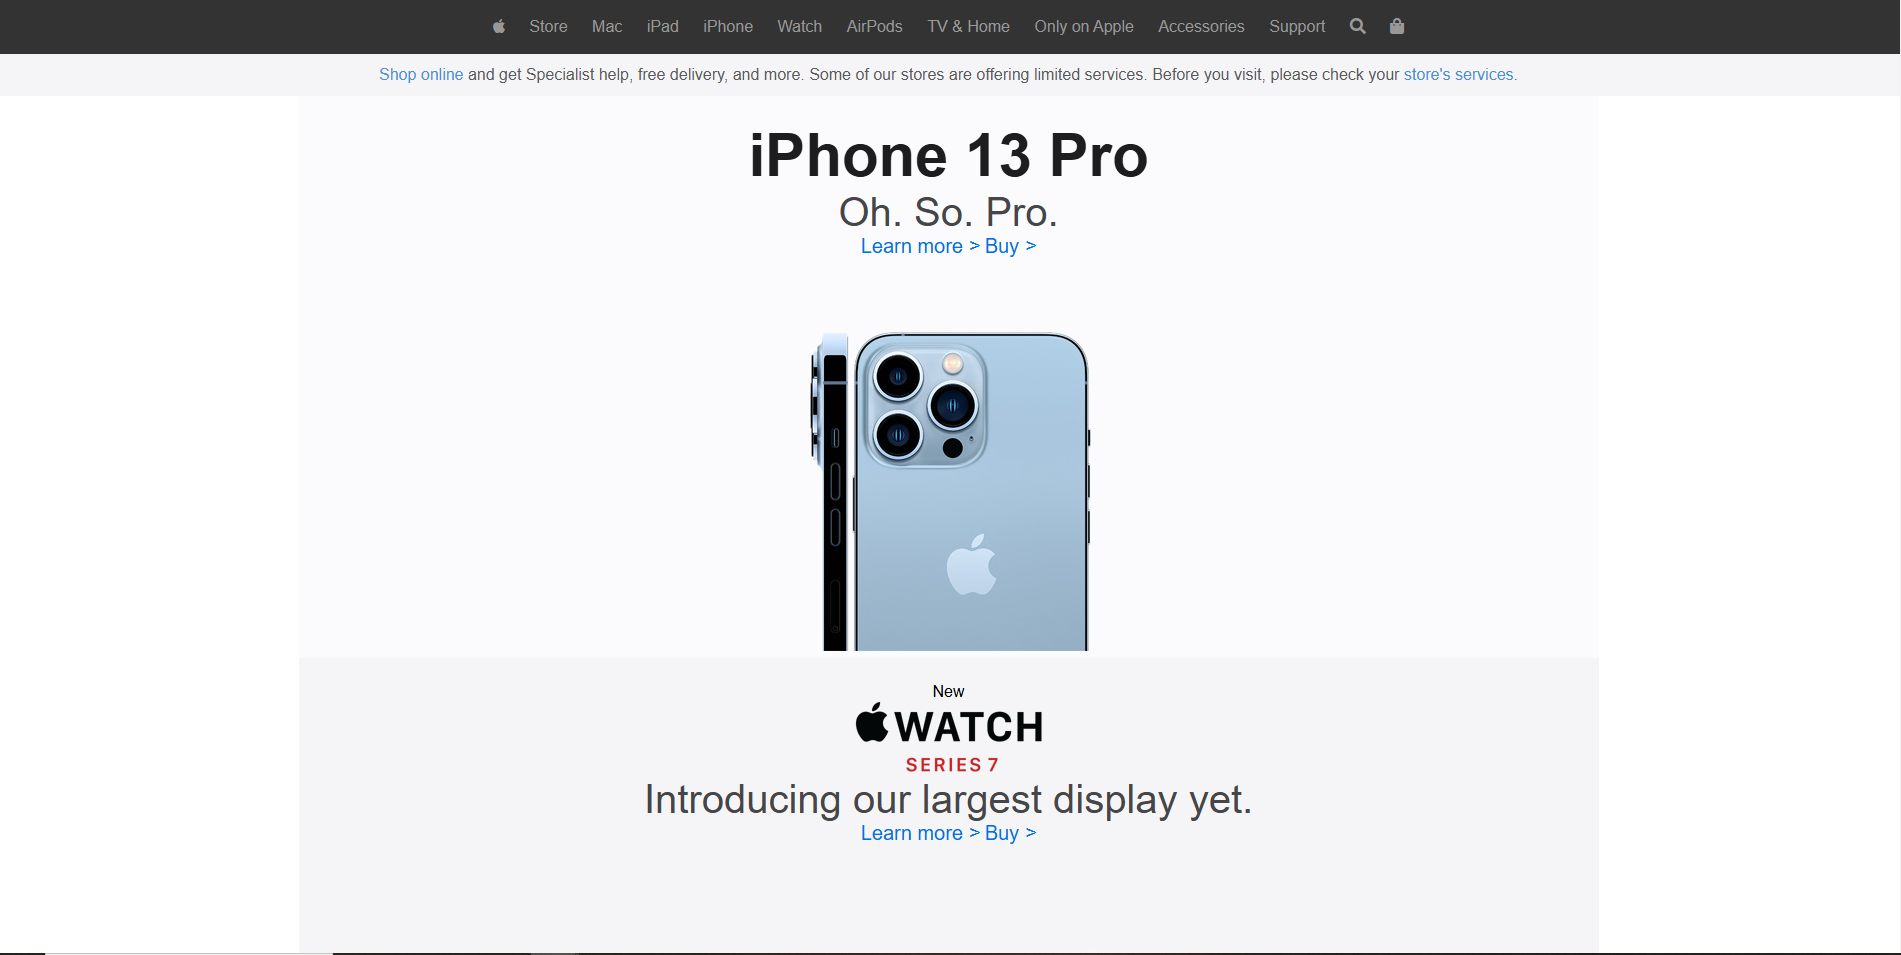 Store Mac iPad iPhone Watch AirPods TV & Home Only on Apple Accessories Support
Shop online and get Specialist help, free delivery, and more. Some of our stores are offering limited services. Before you visit, please check your store's services.
iPhone 13 Pro
Oh. So. Pro.
Learn more > Buy >
New
WATCH
SERIES 7
Introducing our largest display yet.
Learn more > Buy >